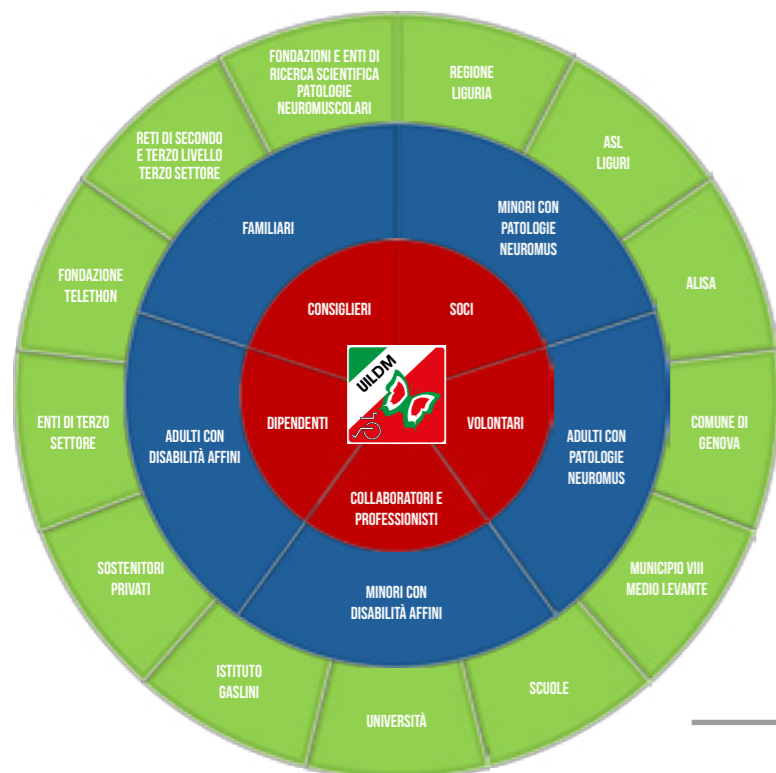 FONDAZIONI E ENTI DI
RICERCA SCIENTIFICA
PATOLOGIE
NEUROMUSCOLARI
REGIONE
LIGURIA
ASL
LIGURI
ALISA
COMUNE DI
GENOVA
MUNICIPIO VIII
MEDIO LEVANTE
SCUOLE
UNIVERSITÀ
ISTITUTO
GASLINI
SOSTENITORI
PRIVATI
ENTI DI TERZO
SETTORE
FONDAZIONE
TELETHON
RETI DI SECONDO
E TERZO LIVELLO
TERZO SETTORE
FAMILIARI
MINORI CON
PATOLOGIE
NEUROMUS
ADULTI CON
PATOLOGIE
NEUROMUS
MINORI CON
DISABILITÀ AFFINI
ADULTI CON
DISABILITÀ AFFINI
CONSIGLIERI
SOCI
VOLONTARI
COLLABORATORI E
PROFESSIONISTI
DIPENDENTI
UILDM